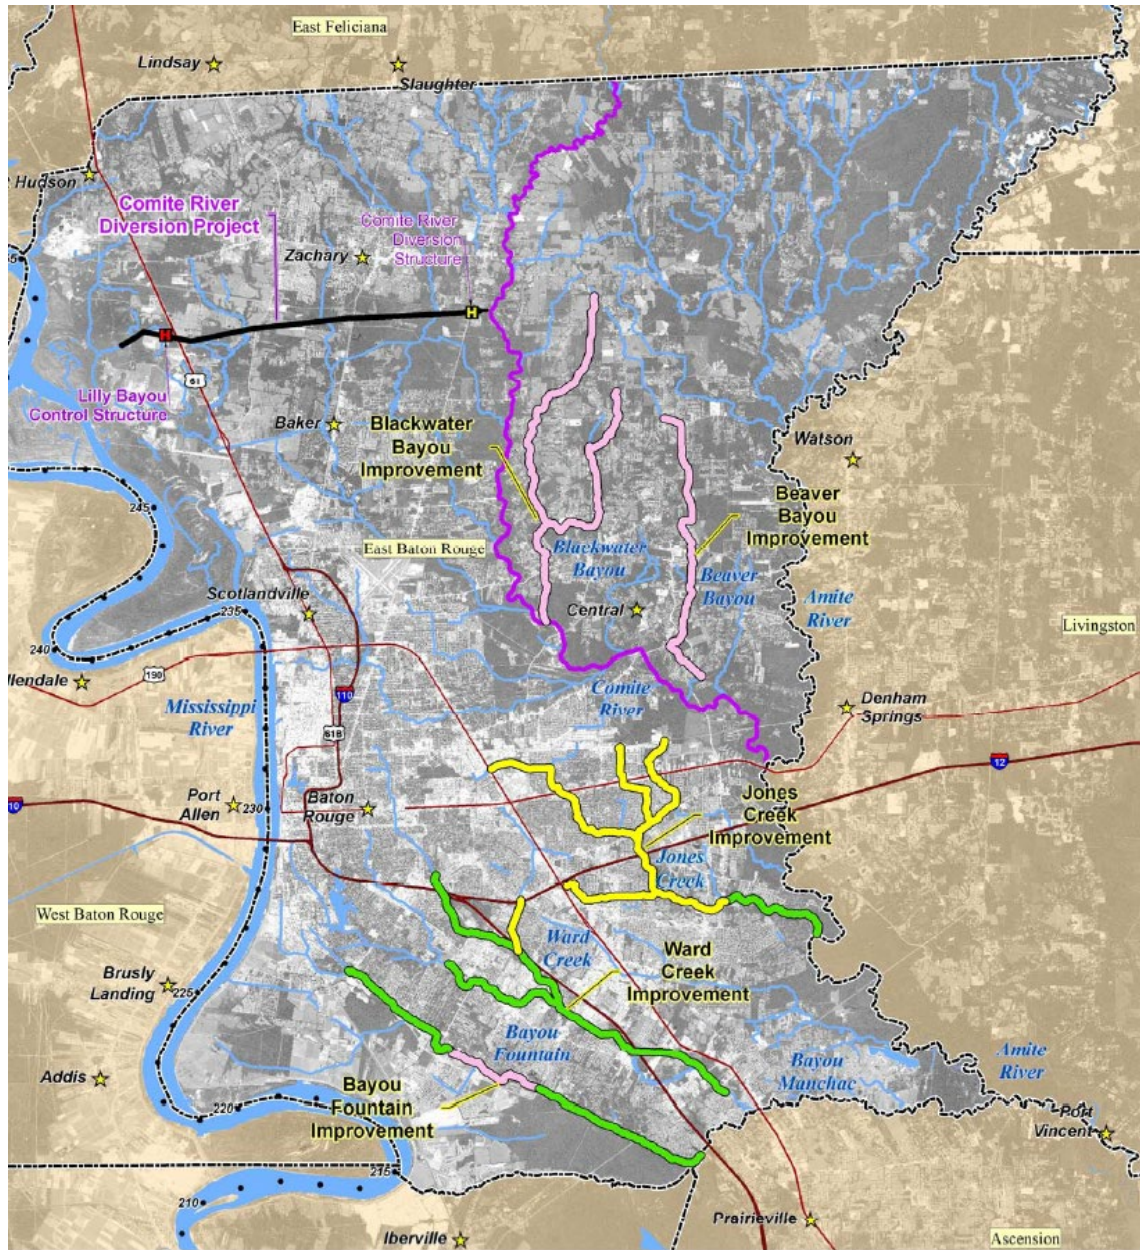 East Feliciana
Lindsay
Slaughter
Hudson
Comite River
Diversion Project
Comite River
Diversion
Structure
Zachary
61
Lilly Bayou
Control Structure
Baker
Blackwater
Bayou
Improvement
Watson
Beaver
Bayou
Improvement
245
East Baton Rouge
Blackwater
Bayou
Beaver
Bayou
Scotlandville
235
Central
Amite
River
Livingston
240
190
Mississippi
River
110
61B
Comite
River
Denham
Springs
12
Port
Allen
230
Baton
Rouge
10
Jones
Creek
Improvement
Jones
Creek
West Baton Rouge
Ward
Creek
Ward
Creek
Improvement
Brusly
Landing
225
Bayou
Fountain
Bayou
Manchac
Amite
River
Addis
Bayou
Fountain
Improvement
220
Port
Vincent
215
210
Prairieville
Iberville
Ascension